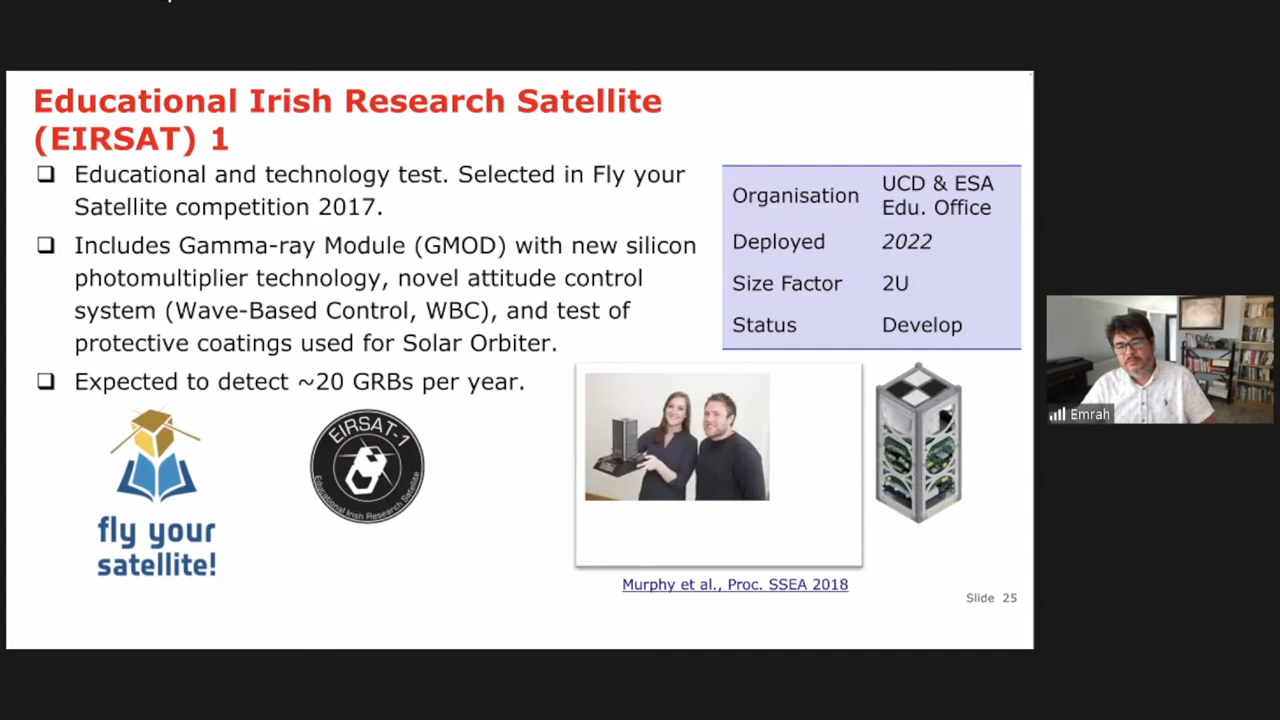 Educational Irish Research Satellite
(EIRSAT) 1
❑ Educational and technology test. Selected in Fly your
Satellite competition 2017.
❑ Includes Gamma-ray Module (GMOD) with new silicon
photomultiplier technology, novel attitude control
system (Wave-Based Control, WBC), and test of
protective coatings used for Solar Orbiter.
❑ Expected to detect ~20 GRBs per year.
Organisation UCD & ESA
Edu. Office
Deployed 2022
Size Factor 2U
Status Develop
fly your
satellite!
EIRSAT-1
Educational Irish Research Satellite
Murphy et al., Proc. SSEA 2018
Slide 25
Emrah